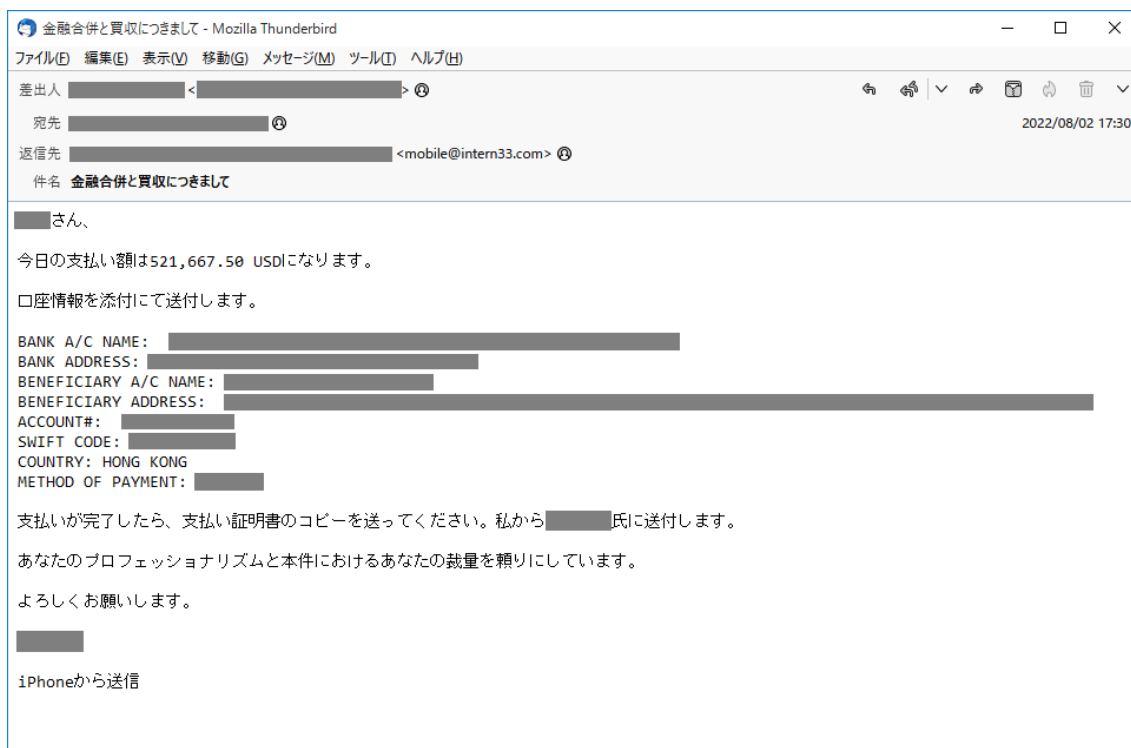 金融合併と買収につきまして - Mozilla Thunderbird
ファイル(F) 編集(E) 表示(V) 移動(G) メッセージ(M) ツール(T) ヘルプ(H)
差出人 < >
宛先
2022/08/02 17:30
返信先 <mobile@intern33.com>
件名 金融合併と買収につきまして
さん、
今日の支払い額は521,667.50 USDになります。
口座情報を添付にて送付します。
BANK A/C NAME:
BANK ADDRESS:
BENEFICIARY A/C NAME:
BENEFICIARY ADDRESS:
ACCOUNT#:
SWIFT CODE:
COUNTRY: HONG KONG
METHOD OF PAYMENT:
支払いが完了したら、支払い証明書のコピーを送ってください。私から 氏に送付します。
あなたのプロフェッショナリズムと本件におけるあなたの裁量を頼りにしています。
よろしくお願いします。
iPhoneから送信